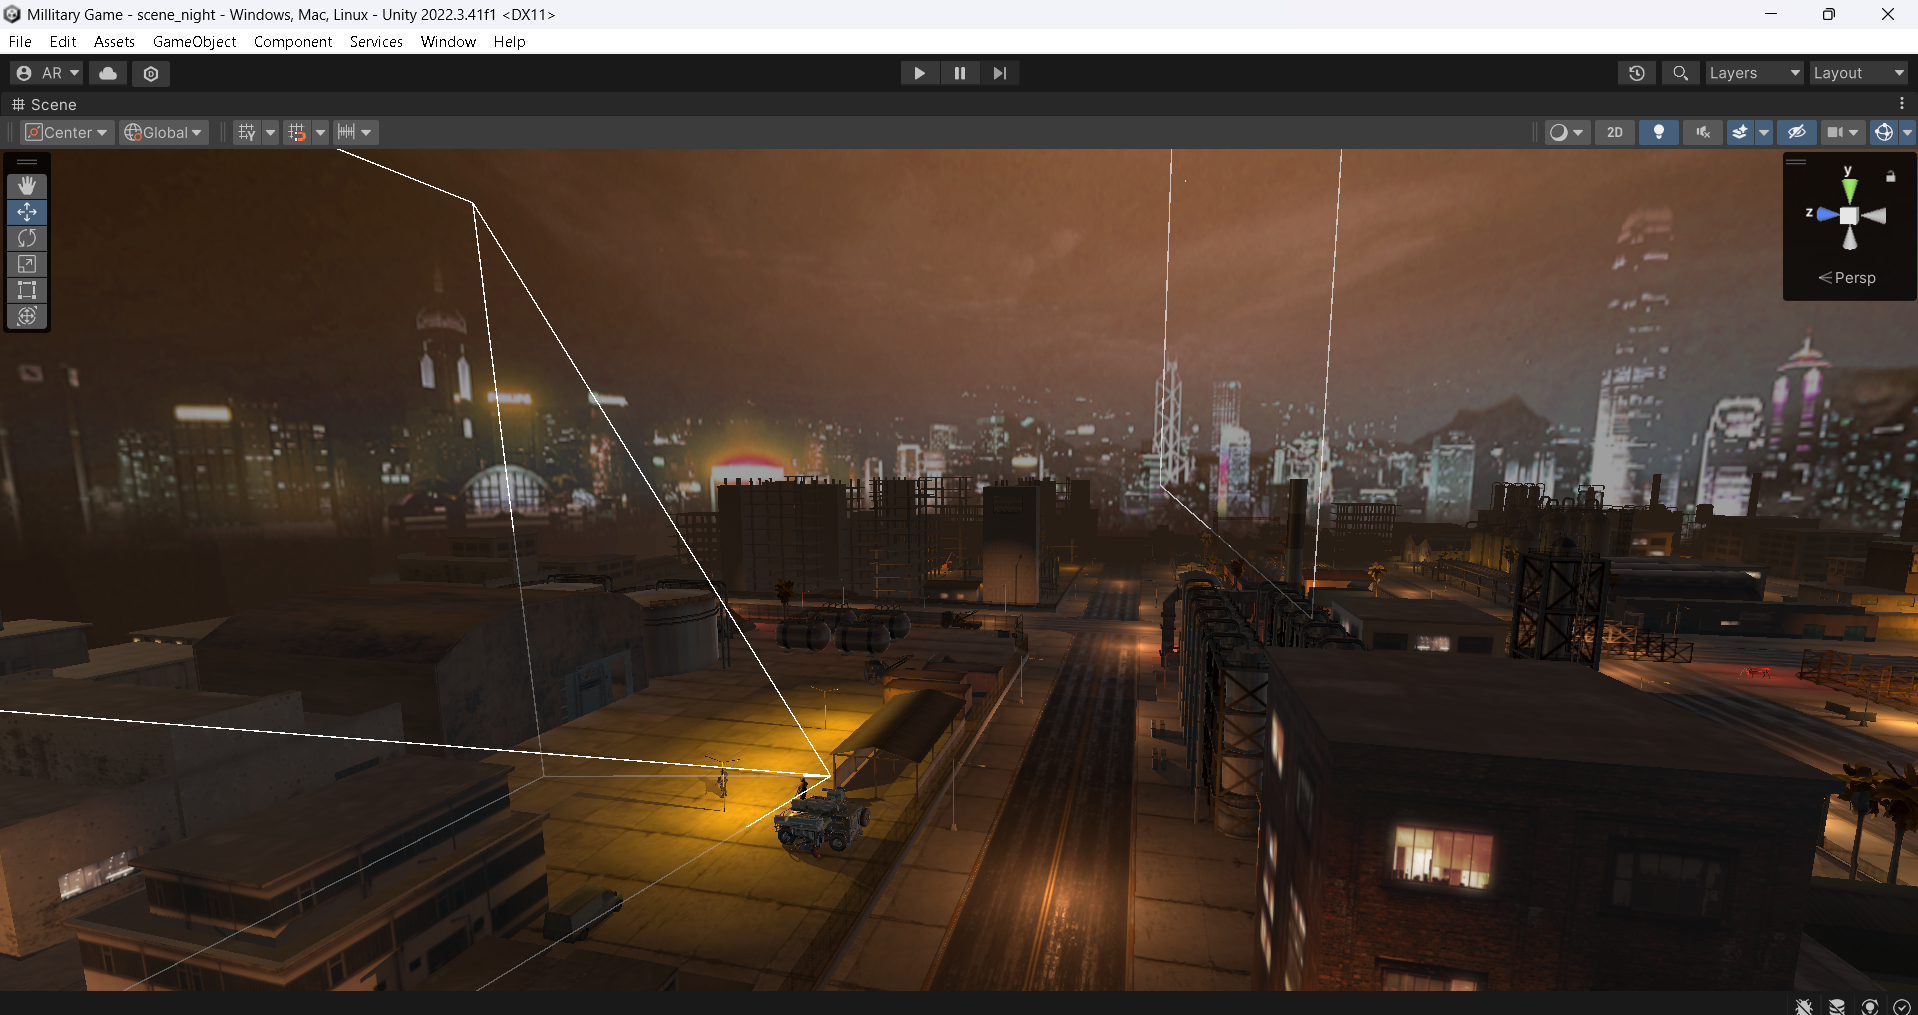 Millitary Game - scene_night - Windows, Mac, Linux - Unity 2022.3.41f1 <DX11>
File Edit Assets GameObject Component Services Window Help
AR Layers Layout
Scene
Center Global 2D
y
z
Persp
PHILIPS